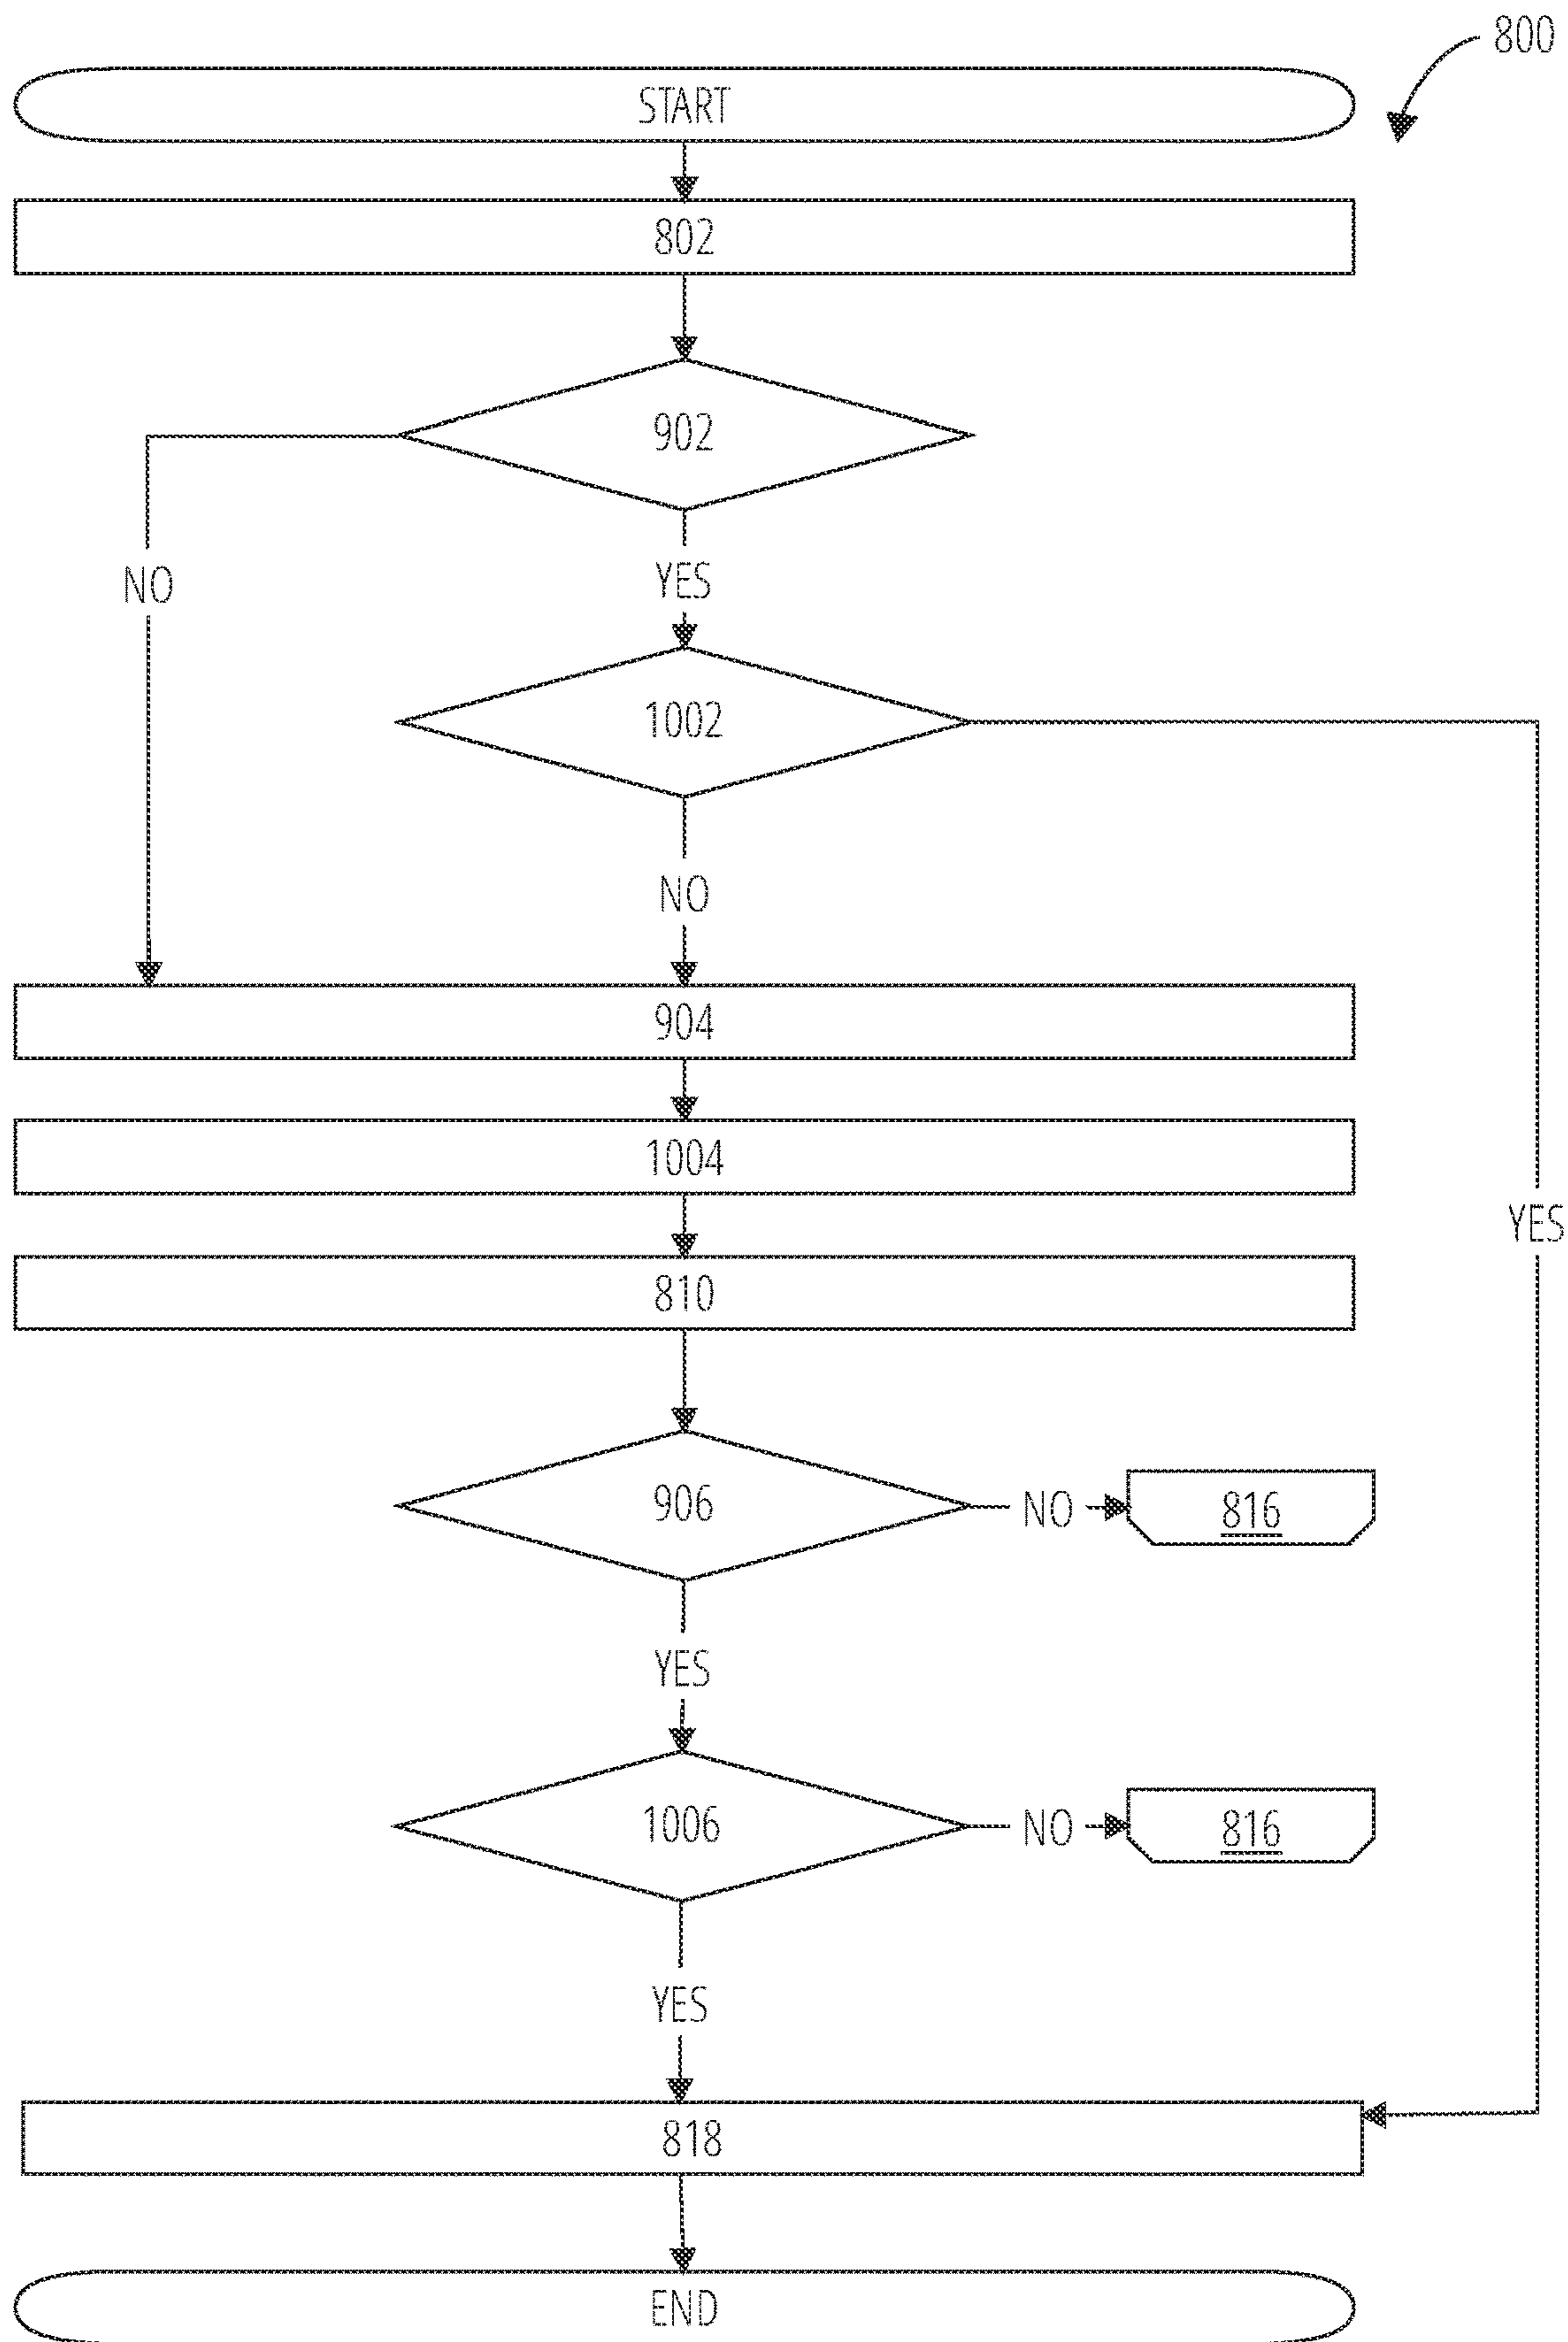 800
START
802
902
NO
YES
1002
NO
904
1004
YES
810
906
NO
816
YES
1006
NO
816
YES
818
END